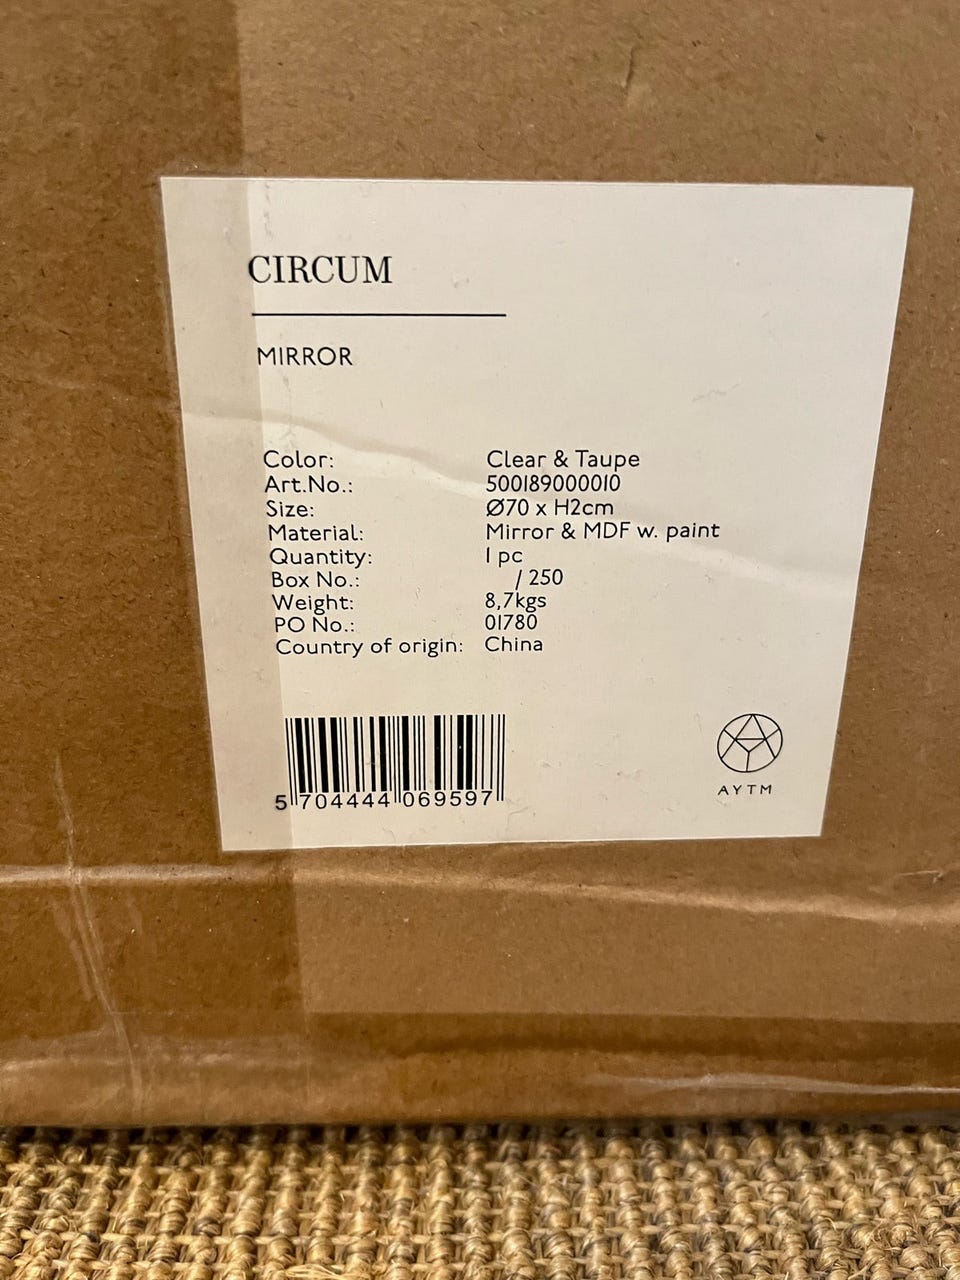 CIRCUM
MIRROR
Color: Clear & Taupe
Art.No.: 500189000010
Size: Ø70 x H2cm
Material: Mirror & MDF w. paint
Quantity: 1 pc
Box No.: / 250
Weight: 8,7kgs
PO No.: 01780
Country of origin: China
5 704444 069597
AYTM